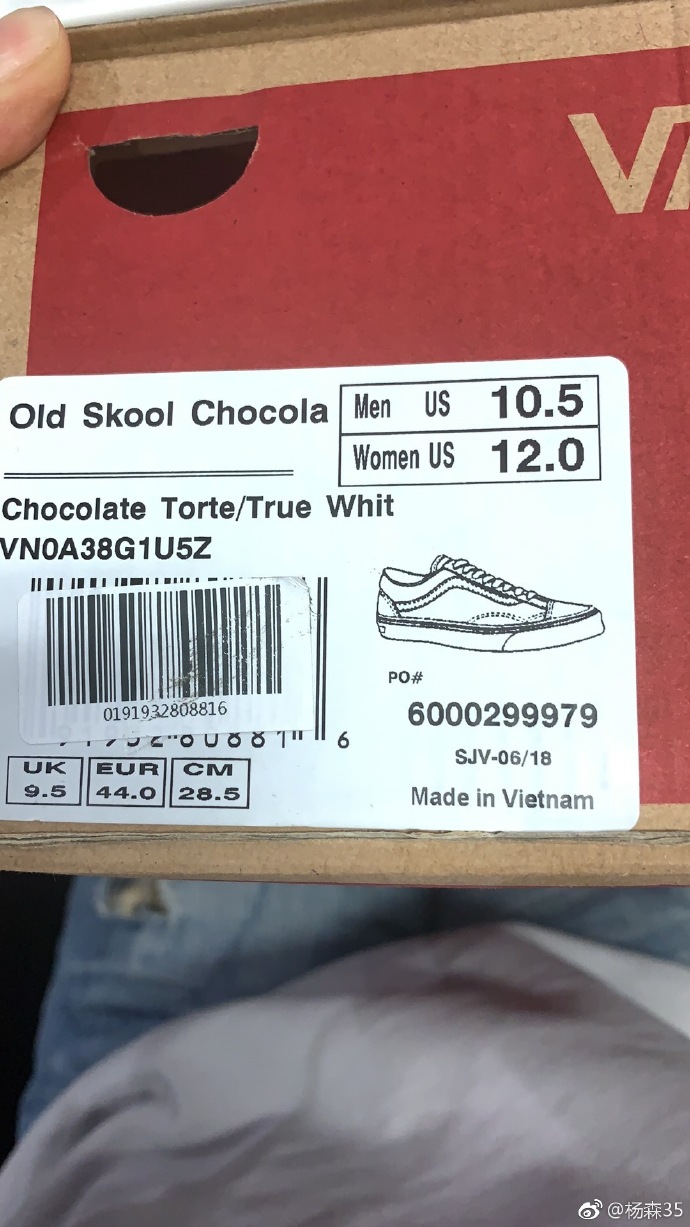 Old Skool Chocola
Men US 10.5
Women US 12.0
Chocolate Torte/True Whit
VN0A38G1U5Z
0191932808816
6
PO#
6000299979
SJV-06/18
Made in Vietnam
UK EUR CM
9.5 44.0 28.5
@杨森35